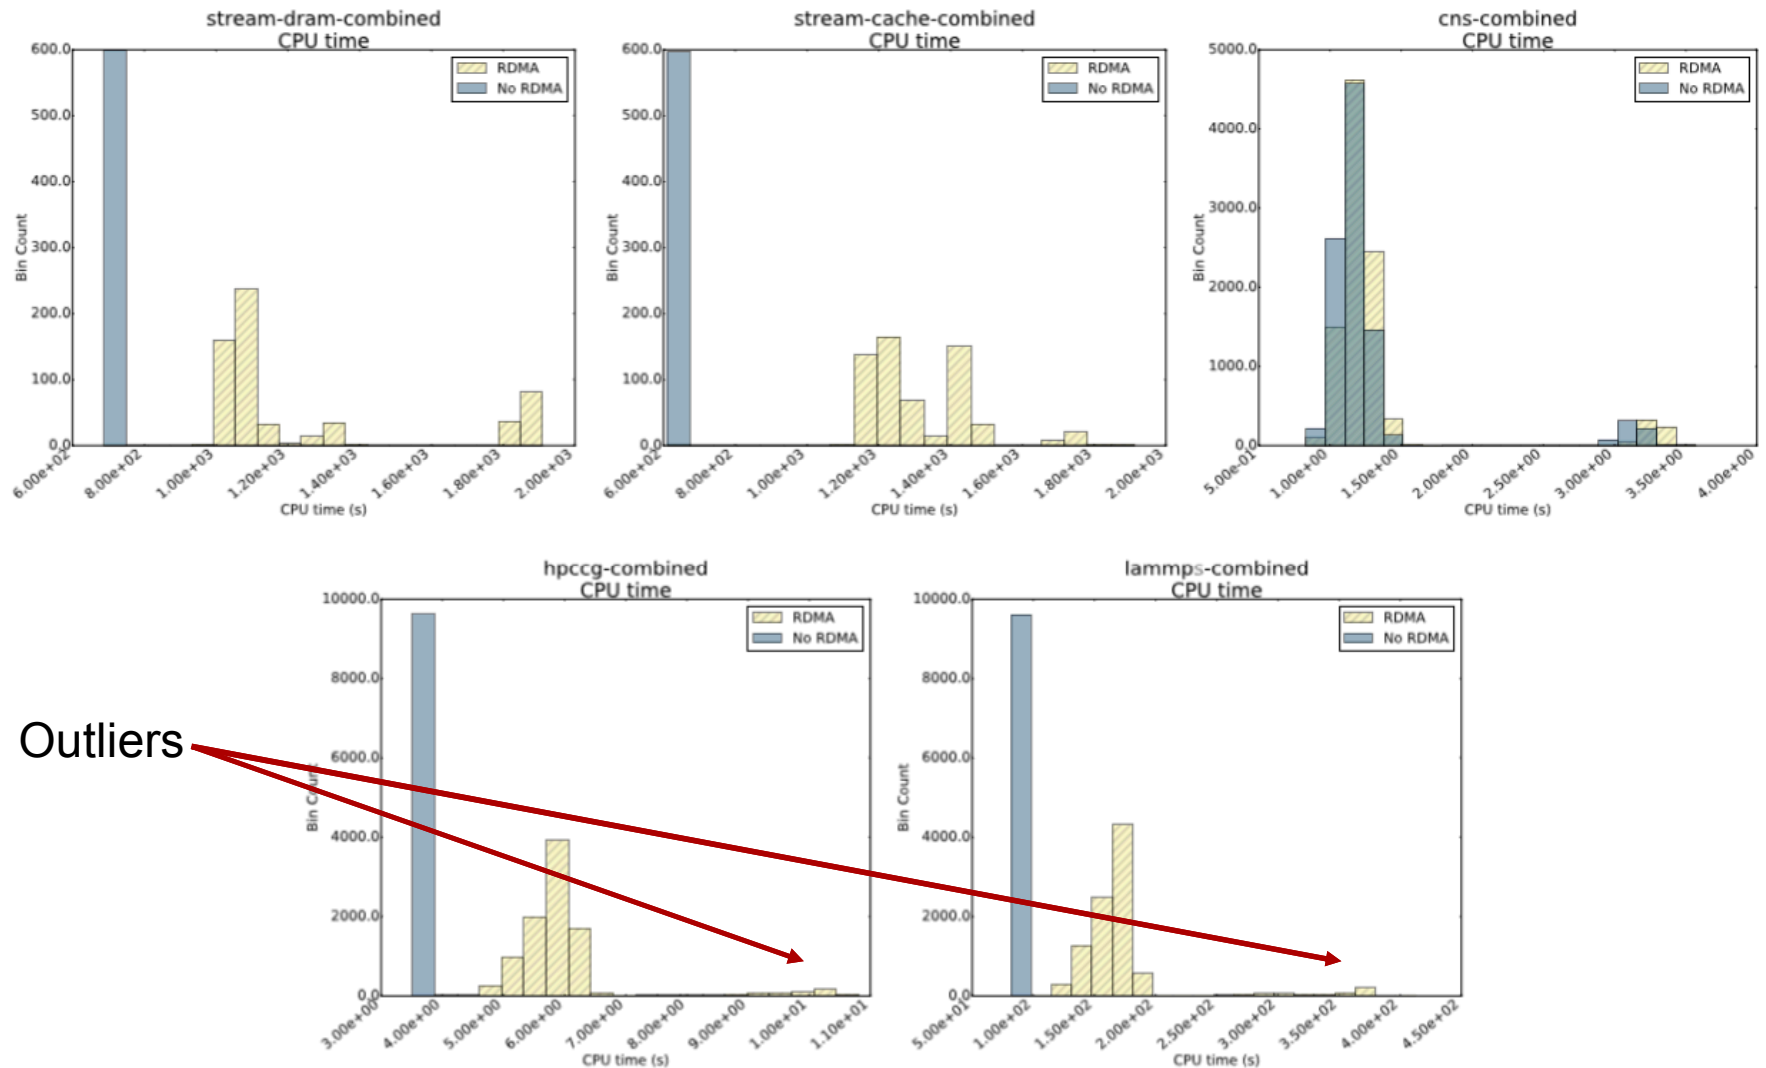 stream-dram-combined
CPU time
600.0
500.0
400.0
300.0
200.0
100.0
0.0
Bin Count
RDMA
No RDMA
6.00e+02
8.00e+02
1.00e+03
1.20e+03
1.40e+03
1.60e+03
1.80e+03
2.00e+03
CPU time (s)
stream-cache-combined
CPU time
600.0
500.0
400.0
300.0
200.0
100.0
0.0
Bin Count
RDMA
No RDMA
6.00e+02
8.00e+02
1.00e+03
1.20e+03
1.40e+03
1.60e+03
1.80e+03
2.00e+03
CPU time (s)
cns-combined
CPU time
5000.0
4000.0
3000.0
2000.0
1000.0
0.0
Bin Count
RDMA
No RDMA
5.00e-01
1.00e+00
1.50e+00
2.00e+00
2.50e+00
3.00e+00
3.50e+00
4.00e+00
CPU time (s)
Outliers
hpccg-combined
CPU time
10000.0
8000.0
6000.0
4000.0
2000.0
0.0
Bin Count
RDMA
No RDMA
3.00e+00
4.00e+00
5.00e+00
6.00e+00
7.00e+00
8.00e+00
9.00e+00
1.00e+01
1.10e+01
CPU time (s)
lammps-combined
CPU time
10000.0
8000.0
6000.0
4000.0
2000.0
0.0
Bin Count
RDMA
No RDMA
5.00e+01
1.00e+02
1.50e+02
2.00e+02
2.50e+02
3.00e+02
3.50e+02
4.00e+02
4.50e+02
CPU time (s)